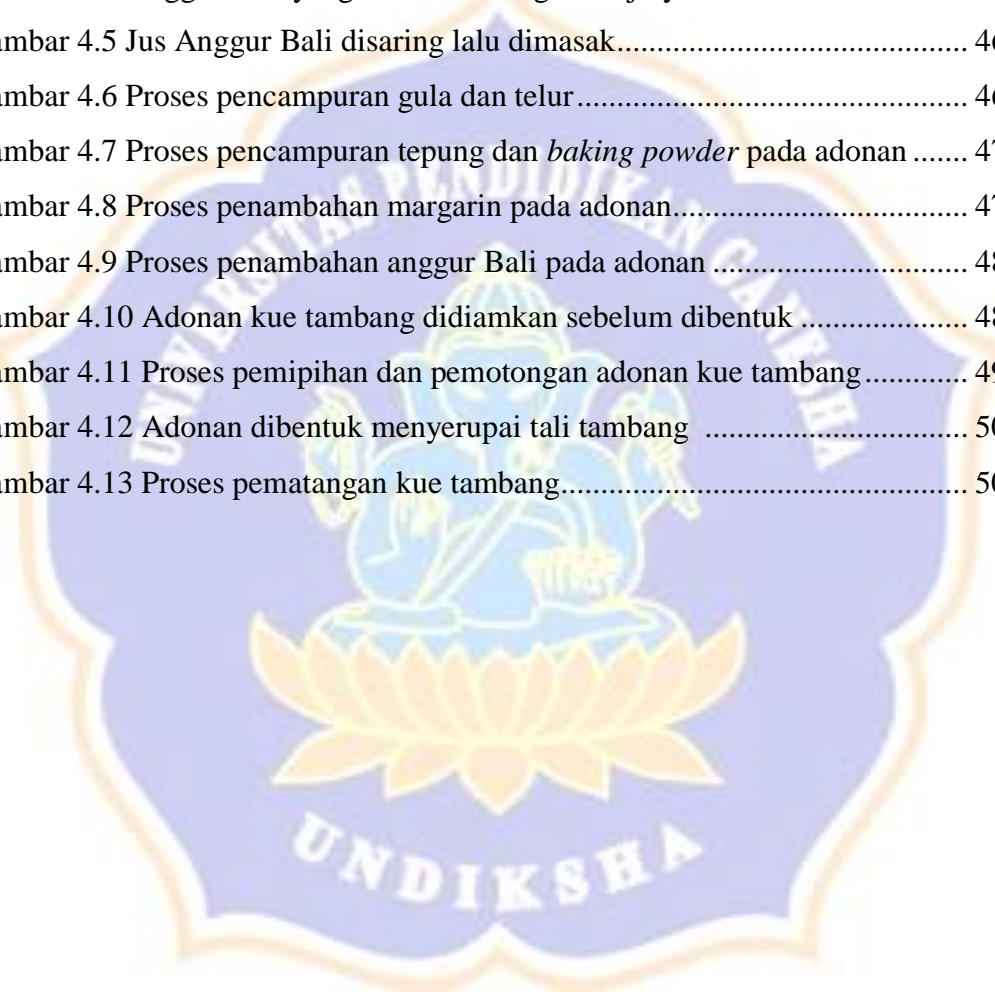 ambar 4.5 Jus Anggur Bali disaring lalu dimasak.................................... 46
ambar 4.6 Proses pencampuran gula dan telur......................................... 46
ambar 4.7 Proses pencampuran tepung dan baking powder pada adonan ....... 47
ambar 4.8 Proses penambahan margarin pada adonan............................... 47
ambar 4.9 Proses penambahan anggur Bali pada adonan ........................... 48
ambar 4.10 Adonan kue tambang didiamkan sebelum dibentuk .................. 48
ambar 4.11 Proses pemipihan dan pemotongan adonan kue tambang............ 49
ambar 4.12 Adonan dibentuk menyerupai tali tambang ............................ 50
ambar 4.13 Proses pematangan kue tambang........................................... 50
UNIVERSITAS PENDIDIKAN GANESHA
UNDIKSHA